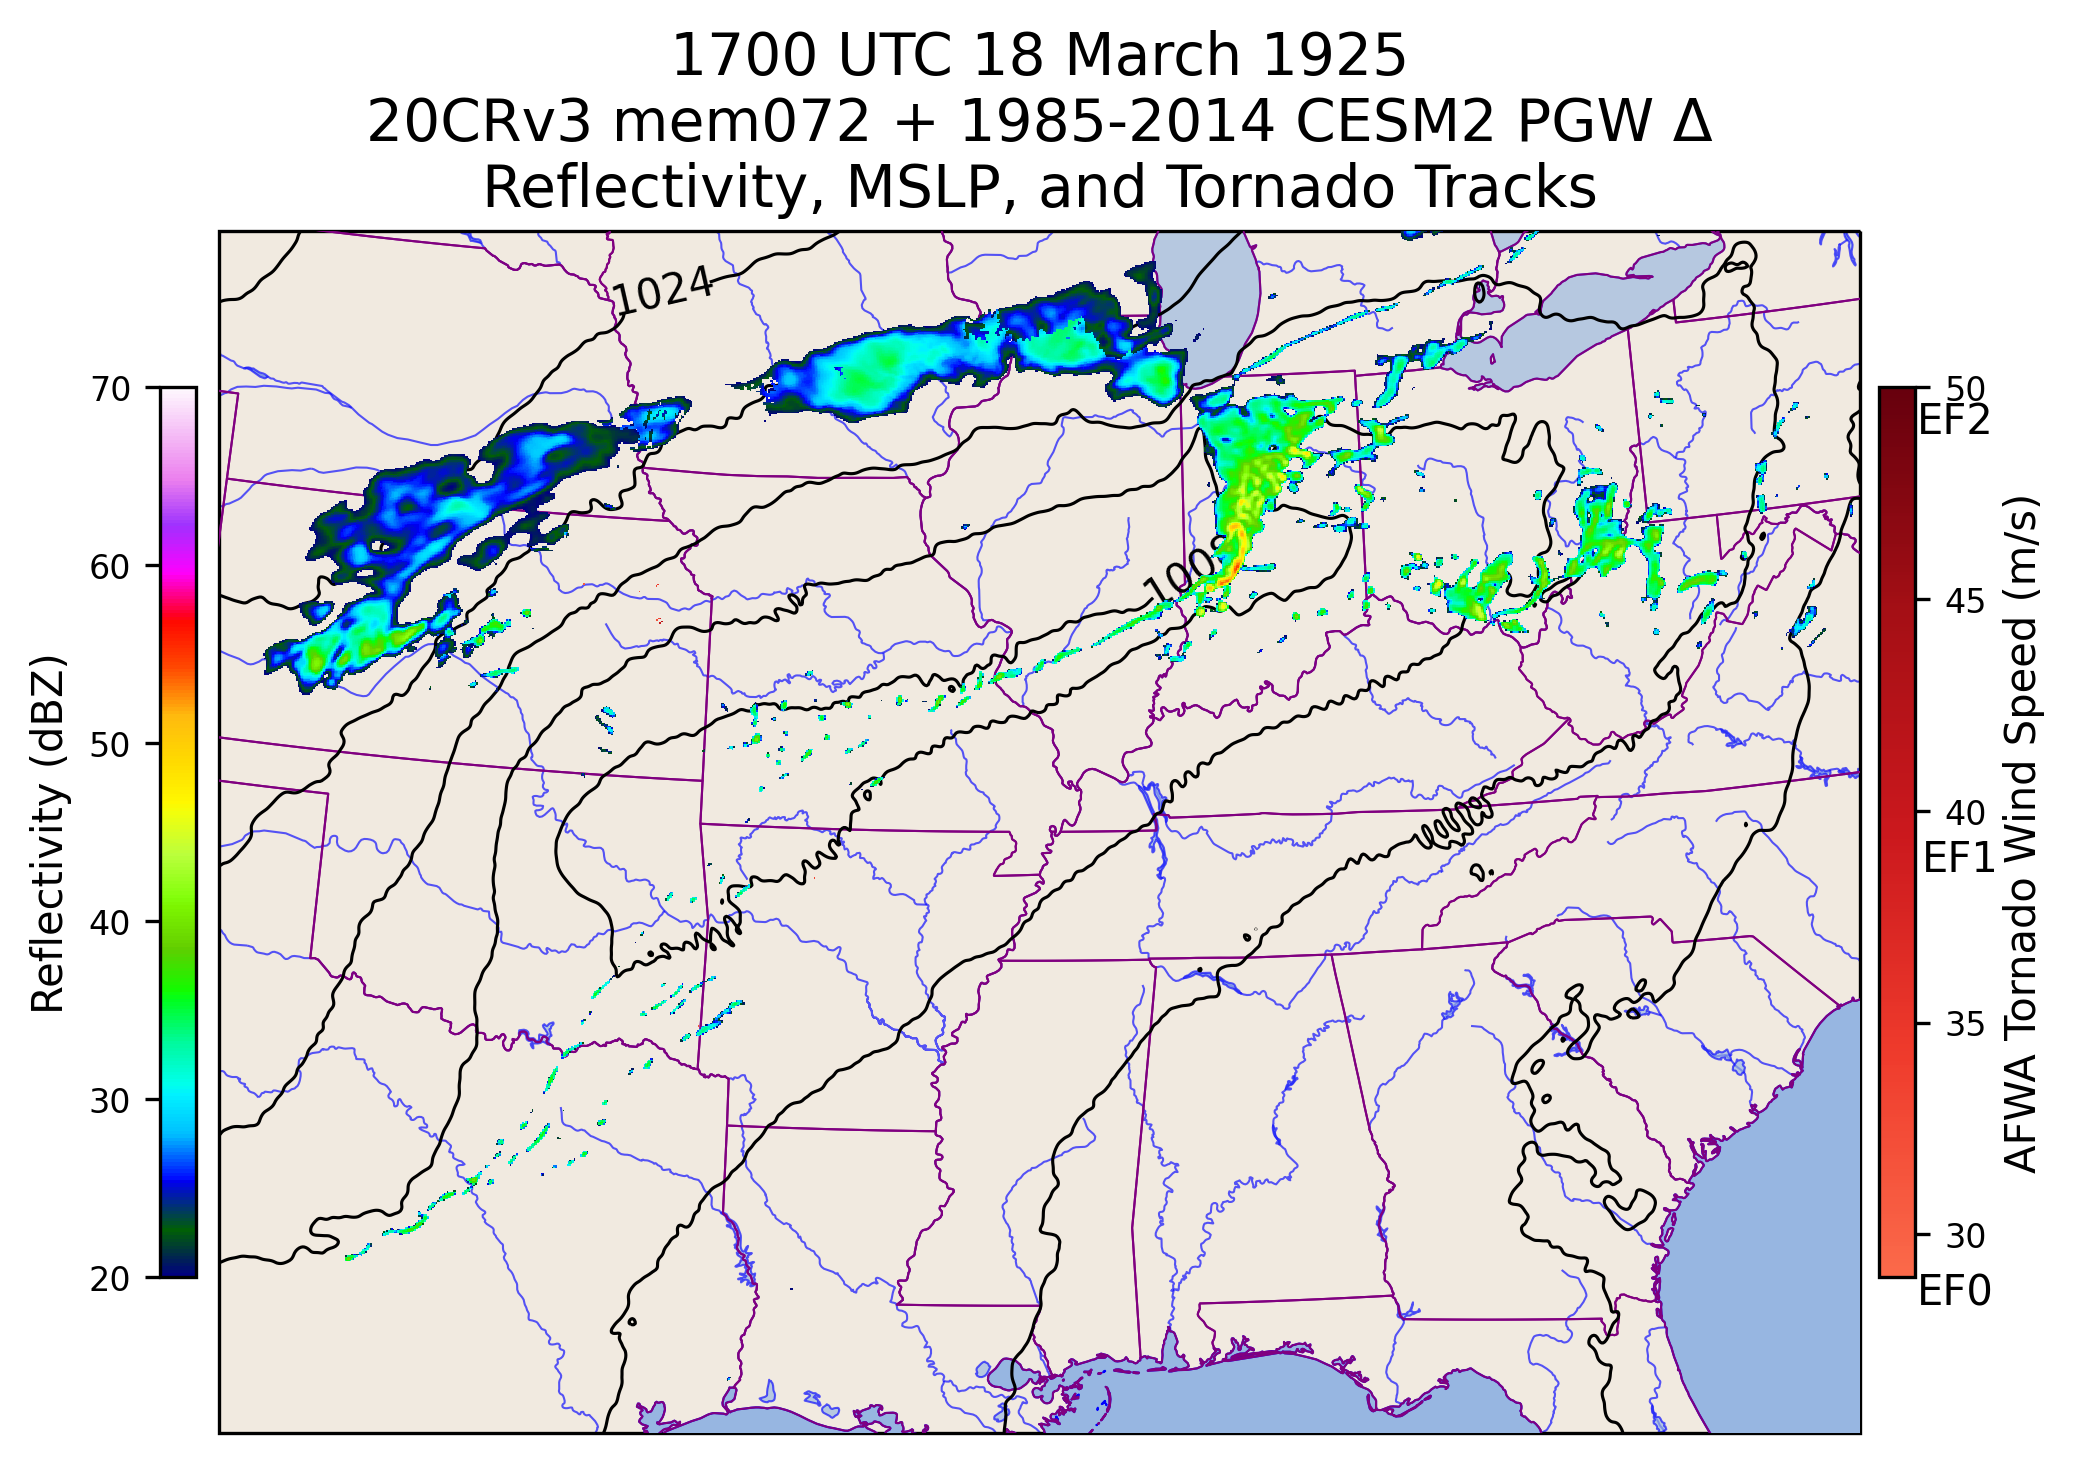 1700 UTC 18 March 1925
20CRv3 mem072 + 1985-2014 CESM2 PGW Δ
Reflectivity, MSLP, and Tornado Tracks
1024
70
60
50
40
30
20
Reflectivity (dBZ)
50
EF2
45
40
EF1
35
30
EF0
AFWA Tornado Wind Speed (m/s)